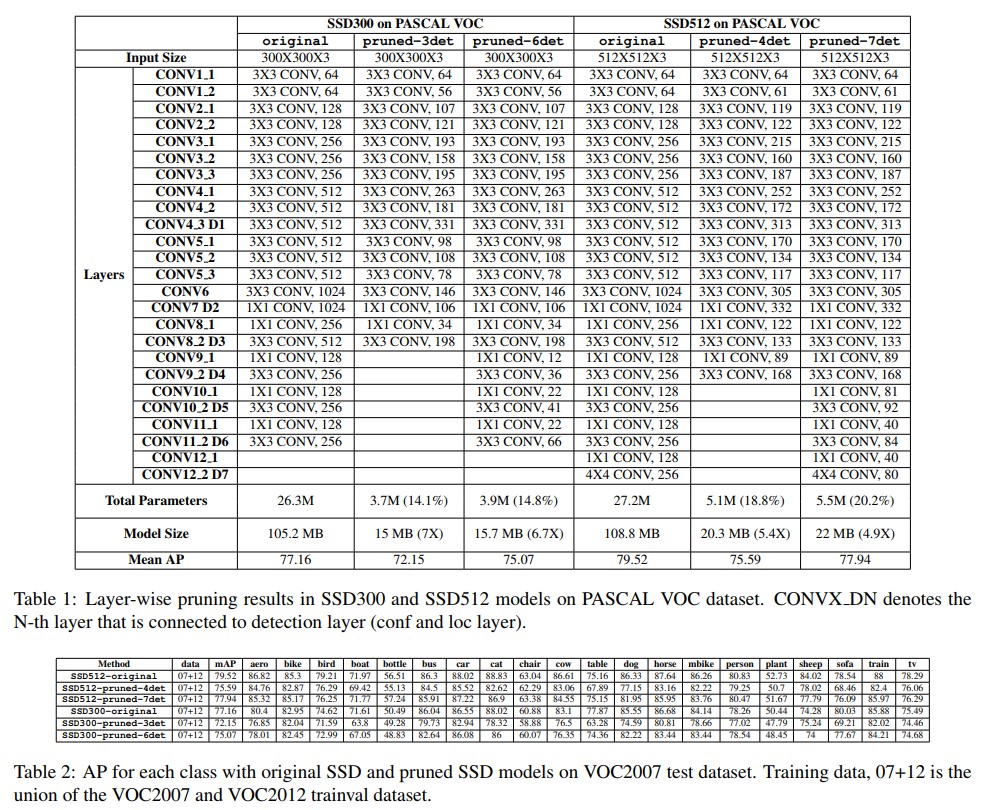 SSD300 on PASCAL VOC SSD512 on PASCAL VOC
original pruned-3det pruned-6det original pruned-4det pruned-7det
Input Size 300X300X3 300X300X3 300X300X3 512X512X3 512X512X3 512X512X3
CONV1_1 3X3 CONV, 64 3X3 CONV, 64 3X3 CONV, 64 3X3 CONV, 64 3X3 CONV, 64 3X3 CONV, 64
CONV1_2 3X3 CONV, 64 3X3 CONV, 56 3X3 CONV, 56 3X3 CONV, 64 3X3 CONV, 61 3X3 CONV, 61
CONV2_1 3X3 CONV, 128 3X3 CONV, 107 3X3 CONV, 107 3X3 CONV, 128 3X3 CONV, 119 3X3 CONV, 119
CONV2_2 3X3 CONV, 128 3X3 CONV, 121 3X3 CONV, 121 3X3 CONV, 128 3X3 CONV, 122 3X3 CONV, 122
CONV3_1 3X3 CONV, 256 3X3 CONV, 193 3X3 CONV, 193 3X3 CONV, 256 3X3 CONV, 215 3X3 CONV, 215
CONV3_2 3X3 CONV, 256 3X3 CONV, 158 3X3 CONV, 158 3X3 CONV, 256 3X3 CONV, 160 3X3 CONV, 160
CONV3_3 3X3 CONV, 256 3X3 CONV, 195 3X3 CONV, 195 3X3 CONV, 256 3X3 CONV, 187 3X3 CONV, 187
CONV4_1 3X3 CONV, 512 3X3 CONV, 263 3X3 CONV, 263 3X3 CONV, 512 3X3 CONV, 252 3X3 CONV, 252
CONV4_2 3X3 CONV, 512 3X3 CONV, 181 3X3 CONV, 181 3X3 CONV, 512 3X3 CONV, 172 3X3 CONV, 172
CONV4_3 D1 3X3 CONV, 512 3X3 CONV, 331 3X3 CONV, 331 3X3 CONV, 512 3X3 CONV, 313 3X3 CONV, 313
CONV5_1 3X3 CONV, 512 3X3 CONV, 98 3X3 CONV, 98 3X3 CONV, 512 3X3 CONV, 170 3X3 CONV, 170
CONV5_2 3X3 CONV, 512 3X3 CONV, 108 3X3 CONV, 108 3X3 CONV, 512 3X3 CONV, 134 3X3 CONV, 134
Layers CONV5_3 3X3 CONV, 512 3X3 CONV, 78 3X3 CONV, 78 3X3 CONV, 512 3X3 CONV, 117 3X3 CONV, 117
CONV6 3X3 CONV, 1024 3X3 CONV, 146 3X3 CONV, 146 3X3 CONV, 1024 3X3 CONV, 305 3X3 CONV, 305
CONV7 D2 1X1 CONV, 1024 1X1 CONV, 106 1X1 CONV, 106 1X1 CONV, 1024 1X1 CONV, 332 1X1 CONV, 332
CONV8_1 1X1 CONV, 256 1X1 CONV, 34 1X1 CONV, 34 1X1 CONV, 256 1X1 CONV, 122 1X1 CONV, 122
CONV8_2 D3 3X3 CONV, 512 3X3 CONV, 198 3X3 CONV, 198 3X3 CONV, 512 3X3 CONV, 133 3X3 CONV, 133
CONV9_1 1X1 CONV, 128 1X1 CONV, 12 1X1 CONV, 128 1X1 CONV, 89 1X1 CONV, 89
CONV9_2 D4 3X3 CONV, 256 3X3 CONV, 36 3X3 CONV, 256 3X3 CONV, 168 3X3 CONV, 168
CONV10_1 1X1 CONV, 128 1X1 CONV, 22 1X1 CONV, 128 1X1 CONV, 81
CONV10_2 D5 3X3 CONV, 256 3X3 CONV, 41 3X3 CONV, 256 3X3 CONV, 92
CONV11_1 1X1 CONV, 128 1X1 CONV, 22 1X1 CONV, 128 1X1 CONV, 40
CONV11_2 D6 3X3 CONV, 256 3X3 CONV, 66 3X3 CONV, 256 3X3 CONV, 84
CONV12_1 1X1 CONV, 128 1X1 CONV, 40
CONV12_2 D7 4X4 CONV, 256 4X4 CONV, 80
Total Parameters 26.3M 3.7M (14.1%) 3.9M (14.8%) 27.2M 5.1M (18.8%) 5.5M (20.2%)
Model Size 105.2 MB 15 MB (7X) 15.7 MB (6.7X) 108.8 MB 20.3 MB (5.4X) 22 MB (4.9X)
Mean AP 77.16 72.15 75.07 79.52 75.59 77.94
Table 1: Layer-wise pruning results in SSD300 and SSD512 models on PASCAL VOC dataset. CONVX_DN denotes the
N-th layer that is connected to detection layer (conf and loc layer).
Method data mAP aero bike bird boat bottle bus car cat chair cow table dog horse mbike person plant sheep sofa train tv
SSD512-original 07+12 79.52 86.82 85.3 79.21 71.97 56.51 86.3 88.02 88.83 63.04 86.61 75.16 86.33 87.64 86.26 80.83 52.73 84.02 78.54 88 78.29
SSD512-pruned-4det 07+12 75.59 84.76 82.87 76.29 69.42 55.13 84.5 85.52 82.62 62.29 83.06 67.89 77.15 83.16 82.22 79.25 50.7 78.02 68.46 82.4 76.06
SSD512-pruned-7det 07+12 77.94 85.32 85.17 76.25 71.77 57.24 85.91 87.22 86.9 63.38 84.55 75.15 81.95 85.95 83.76 80.47 51.67 77.79 76.09 85.97 76.29
SSD300-original 07+12 77.16 80.4 82.95 74.62 71.61 50.49 86.04 86.55 88.02 60.68 83.1 77.87 85.55 86.68 84.14 78.26 50.44 74.28 80.03 85.88 75.49
SSD300-pruned-3det 07+12 72.15 76.85 82.04 71.59 63.8 49.28 79.73 82.94 78.32 58.88 76.5 63.28 74.59 80.81 78.66 77.02 47.79 75.24 69.21 82.02 74.46
SSD300-pruned-6det 07+12 75.07 78.01 82.45 72.99 67.05 48.83 82.64 86.08 86 60.07 76.35 74.36 82.22 83.44 83.44 78.54 48.45 74 77.67 84.21 74.68
Table 2: AP for each class with original SSD and pruned SSD models on VOC2007 test dataset. Training data, 07+12 is the
union of the VOC2007 and VOC2012 trainval dataset.